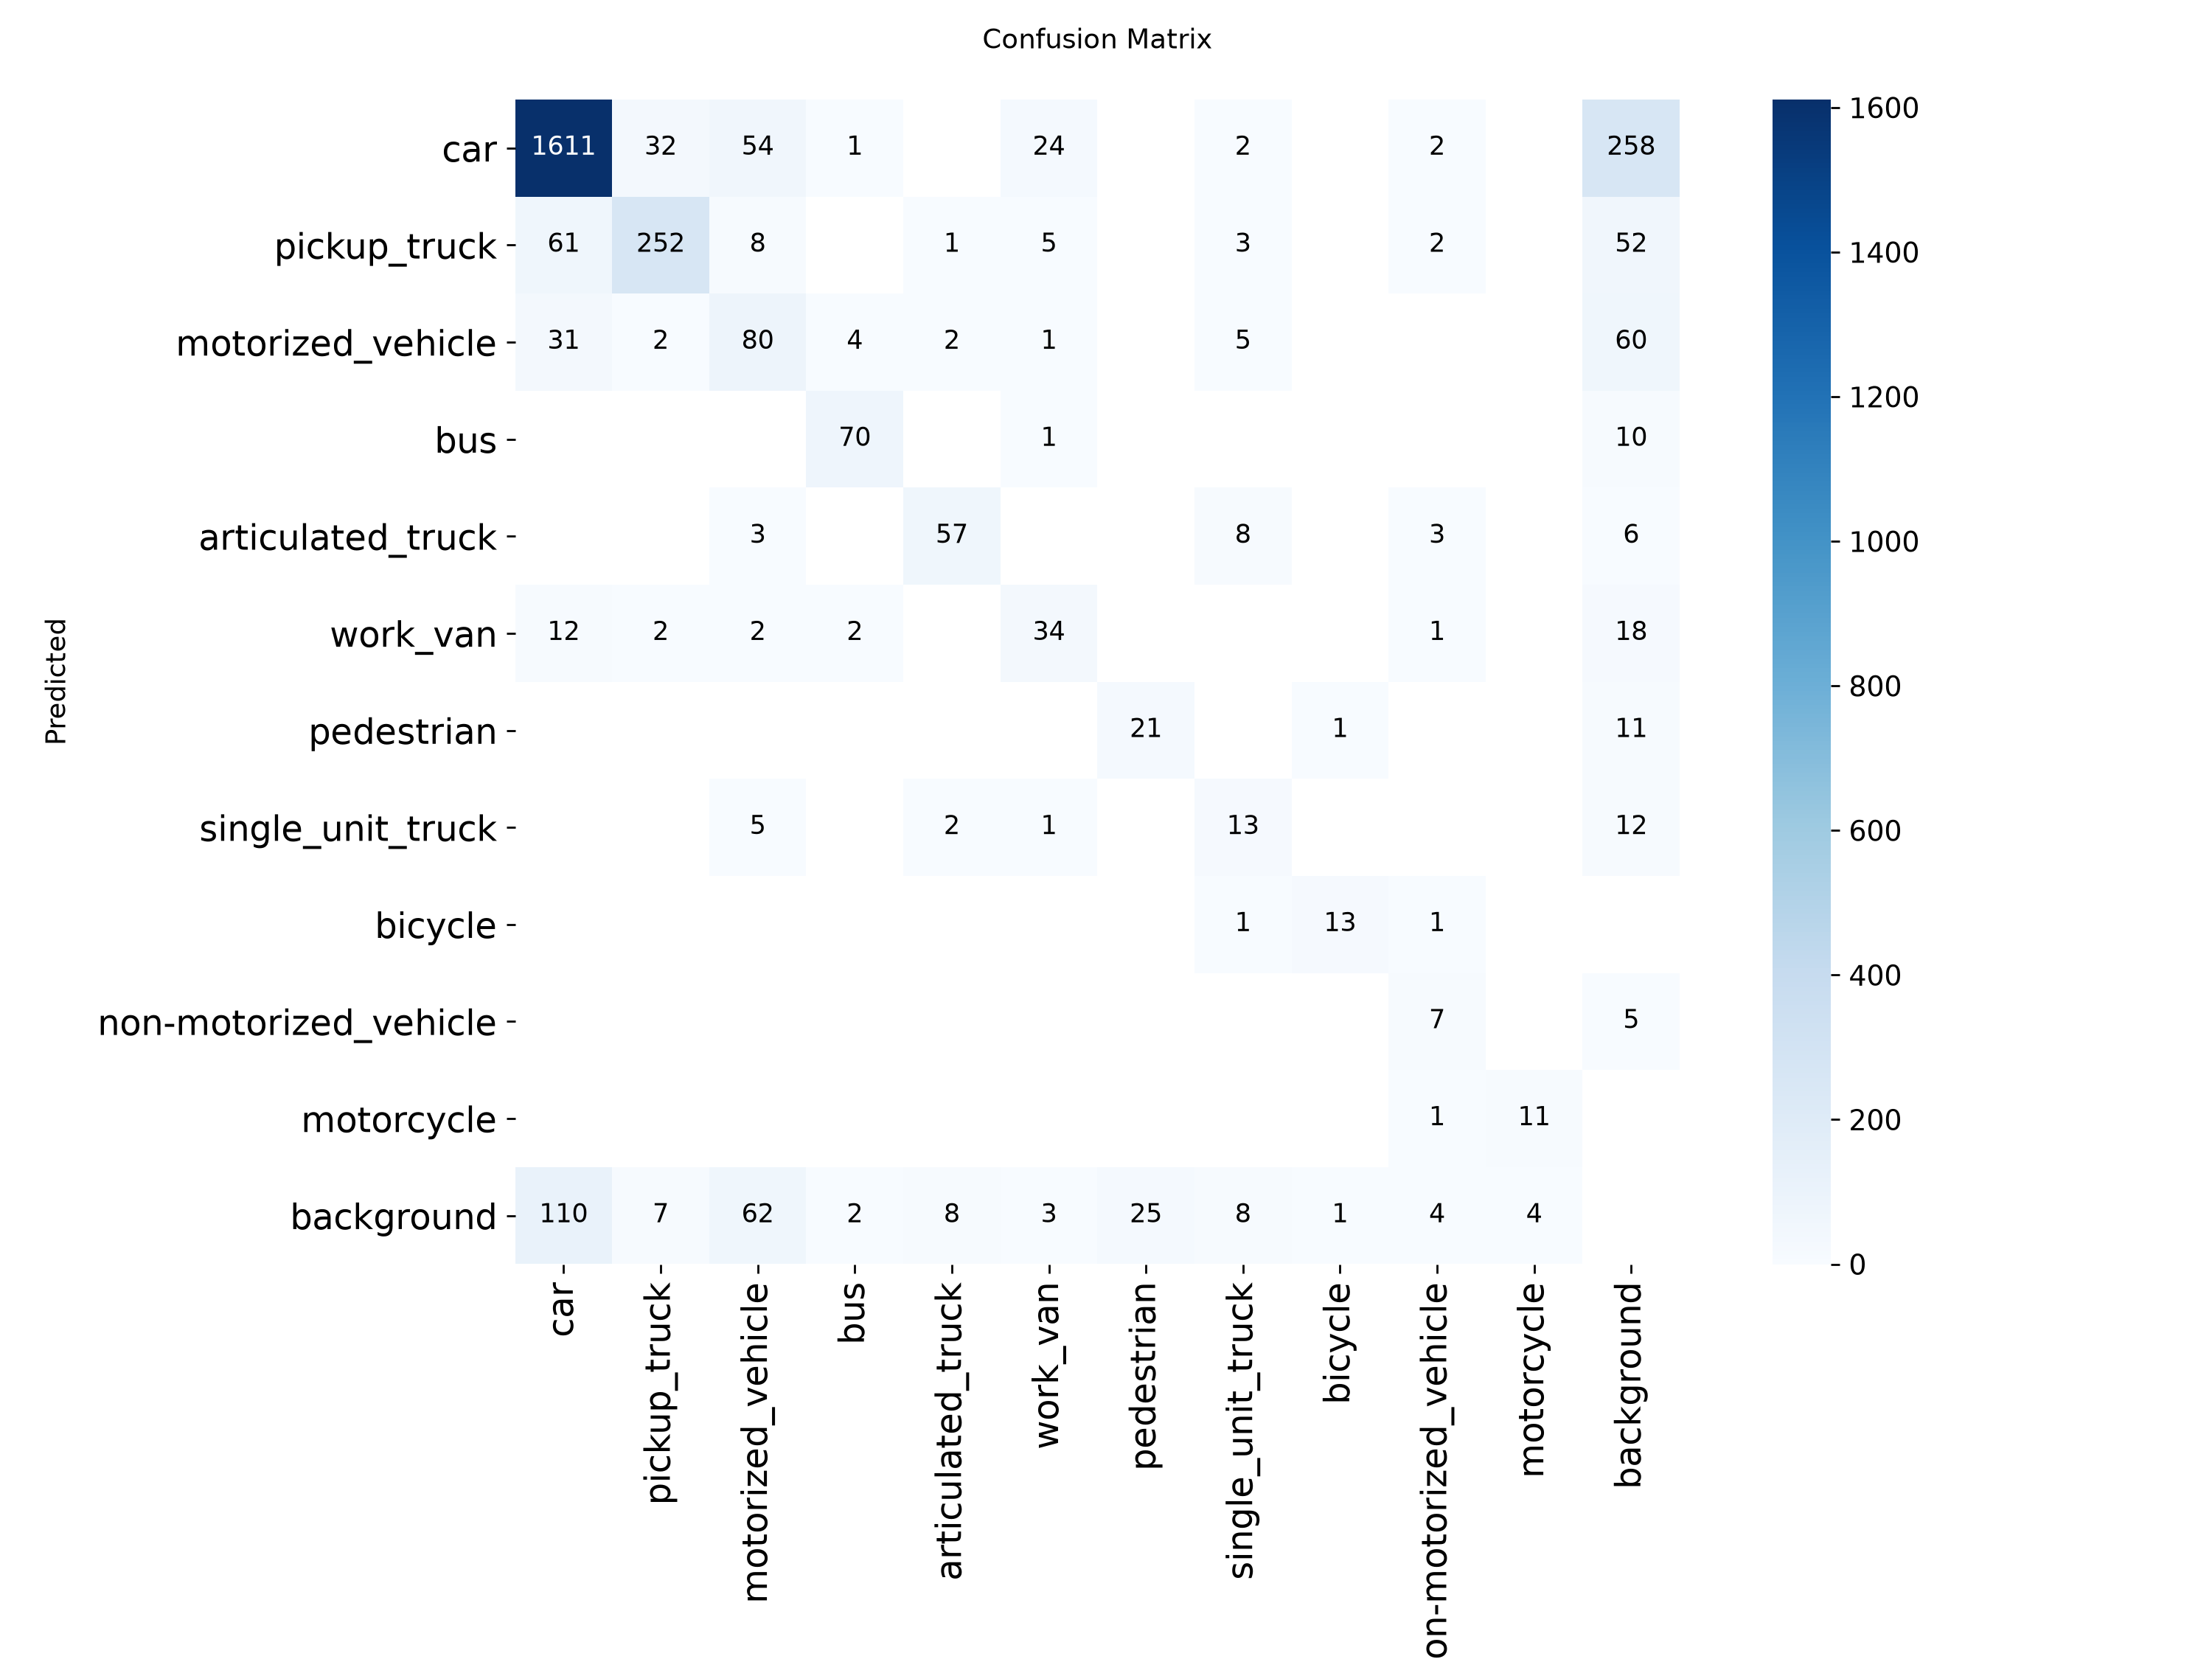 Confusion Matrix
car 1611 32 54 1 24 2 2 258
pickup_truck 61 252 8 1 5 3 2 52
motorized_vehicle 31 2 80 4 2 1 5 60
bus 70 1 10
articulated_truck 3 57 8 3 6
work_van 12 2 2 2 34 1 18
pedestrian 21 1 11
single_unit_truck 5 2 1 13 12
bicycle 1 13 1
non-motorized_vehicle 7 5
motorcycle 1 11
background 110 7 62 2 8 3 25 8 1 4 4
Predicted
car
pickup_truck
motorized_vehicle
bus
articulated_truck
work_van
pedestrian
single_unit_truck
bicycle
on-motorized_vehicle
motorcycle
background
1600
1400
1200
1000
800
600
400
200
0